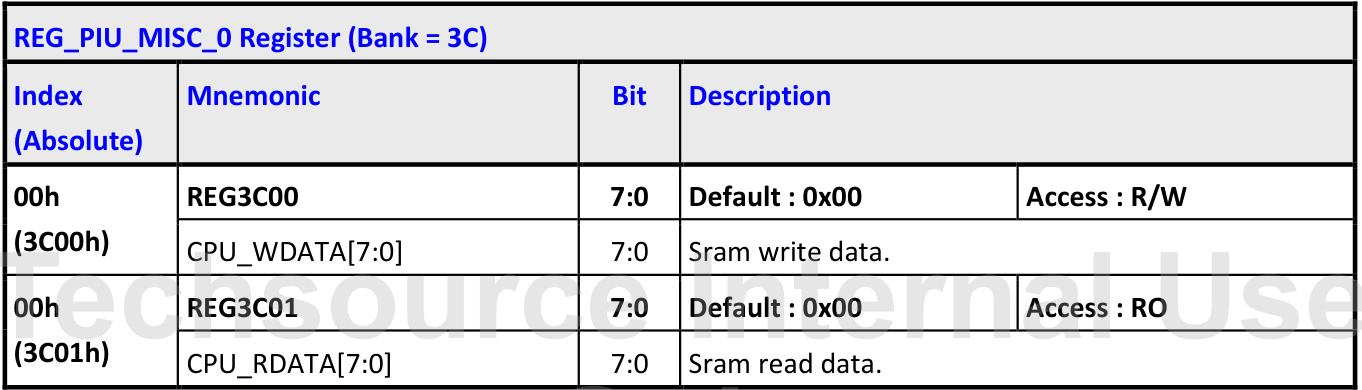 REG_PIU_MISC_0 Register (Bank = 3C)
Index (Absolute) Mnemonic Bit Description
00h (3C00h) REG3C00 7:0 Default : 0x00 Access : R/W
CPU_WDATA[7:0] 7:0 Sram write data.
00h (3C01h) REG3C01 7:0 Default : 0x00 Access : RO
CPU_RDATA[7:0] 7:0 Sram read data.
Techsource Internal Use